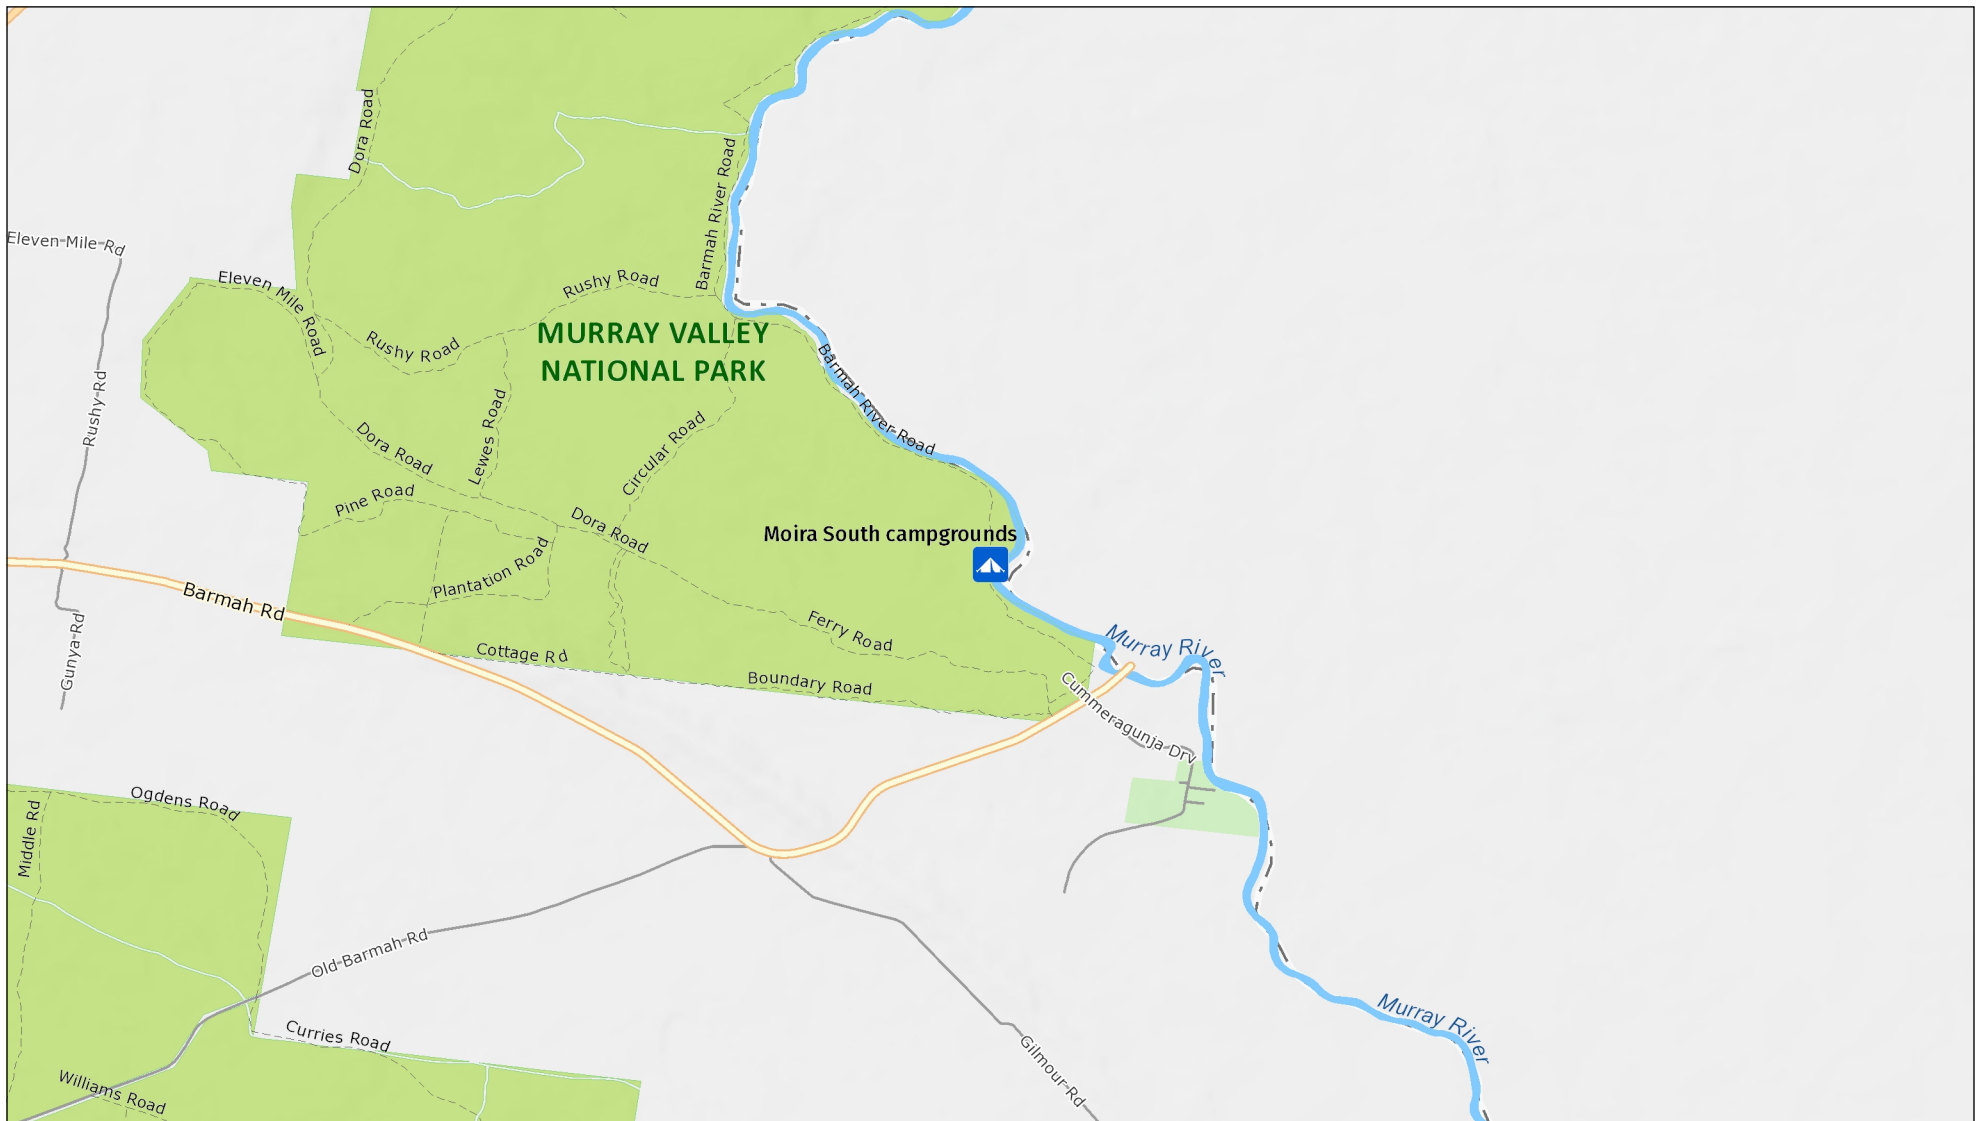 Dora Road
Barmah River Road
Eleven Mile Rd
Eleven Mile Road
Rushy Road
Rushy Road
MURRAY VALLEY
NATIONAL PARK
Barmah River Road
Rushy Rd
Lewes Road
Dora Road
Circular Road
Pine Road
Dora Road
Moira South campgrounds
Plantation Road
Barmah Rd
Ferry Road
Murray River
Gunya Rd
Cottage Rd
Boundary Road
Cummeragunja Drv
Ogdens Road
Middle Rd
Old Barmah Rd
Murray River
Curries Road
Gilmour Rd
Williams Road